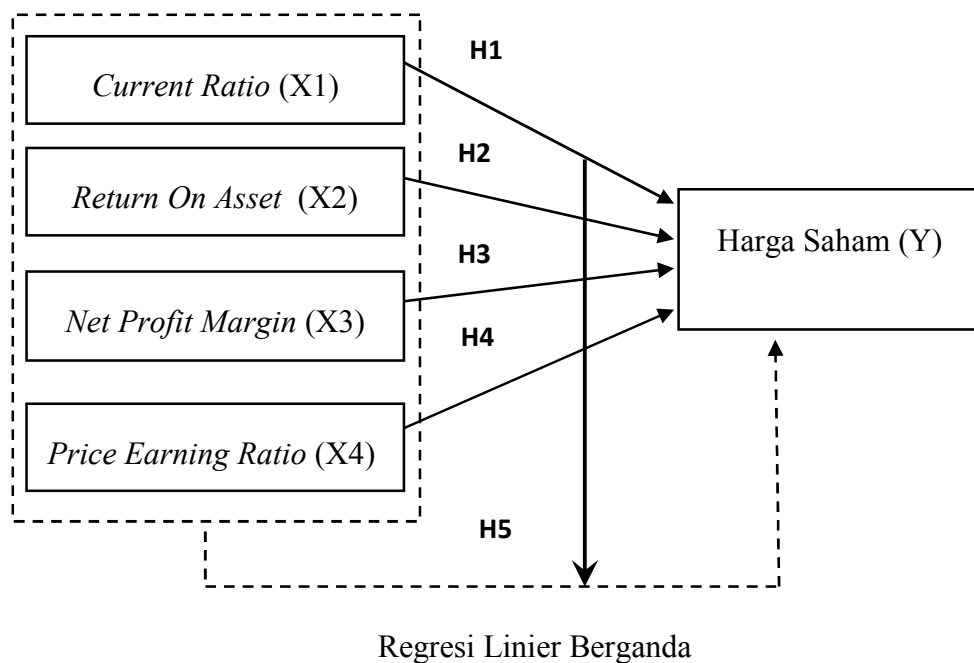 H1
Current Ratio (X1)
H2
Return On Asset (X2)
Harga Saham (Y)
H3
Net Profit Margin (X3)
H4
Price Earning Ratio (X4)
H5
Regresi Linier Berganda